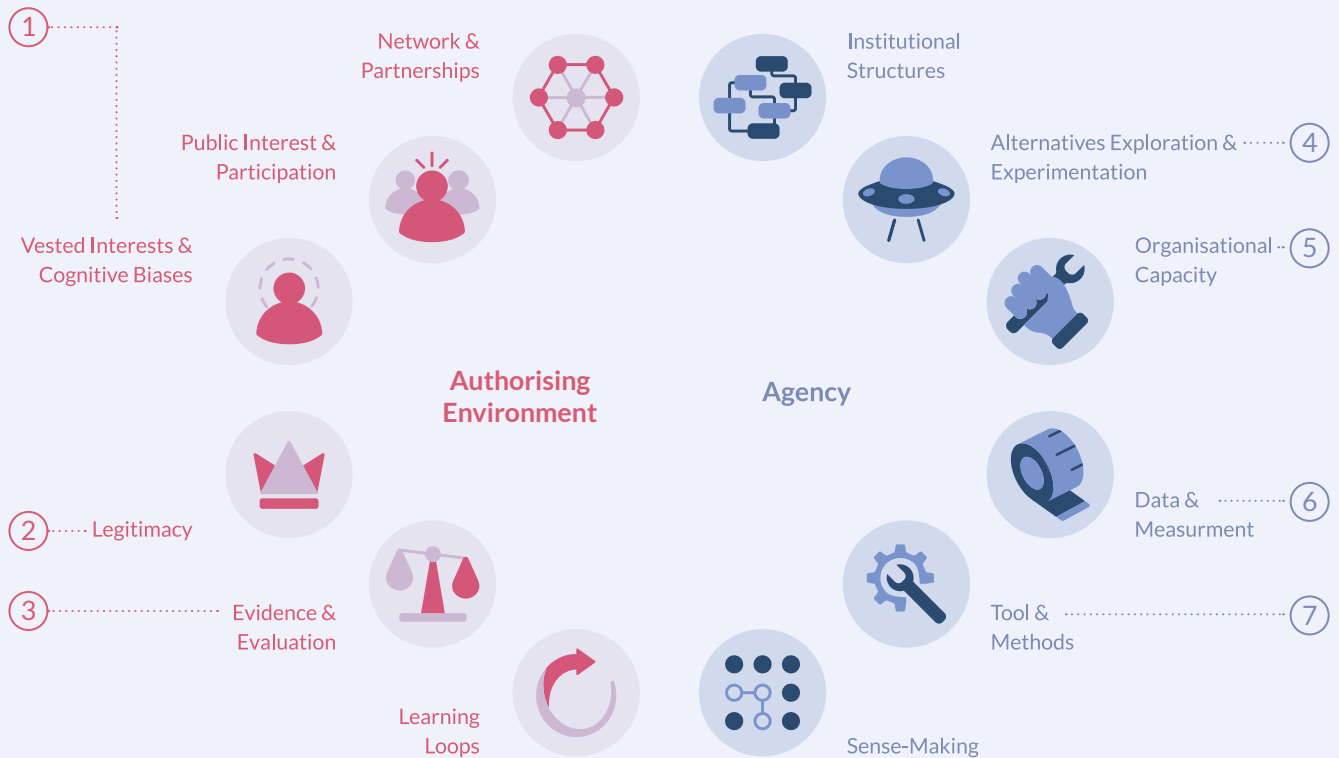 1
Network &
Partnerships
Public Interest &
Participation
Vested Interests &
Cognitive Biases
Authorising
Environment
2
Legitimacy
3
Evidence &
Evaluation
Learning
Loops
Institutional
Structures
Alternatives Exploration &
Experimentation
4
Organisational
Capacity
5
Agency
Data &
Measurment
6
Tool &
Methods
7
Sense-Making